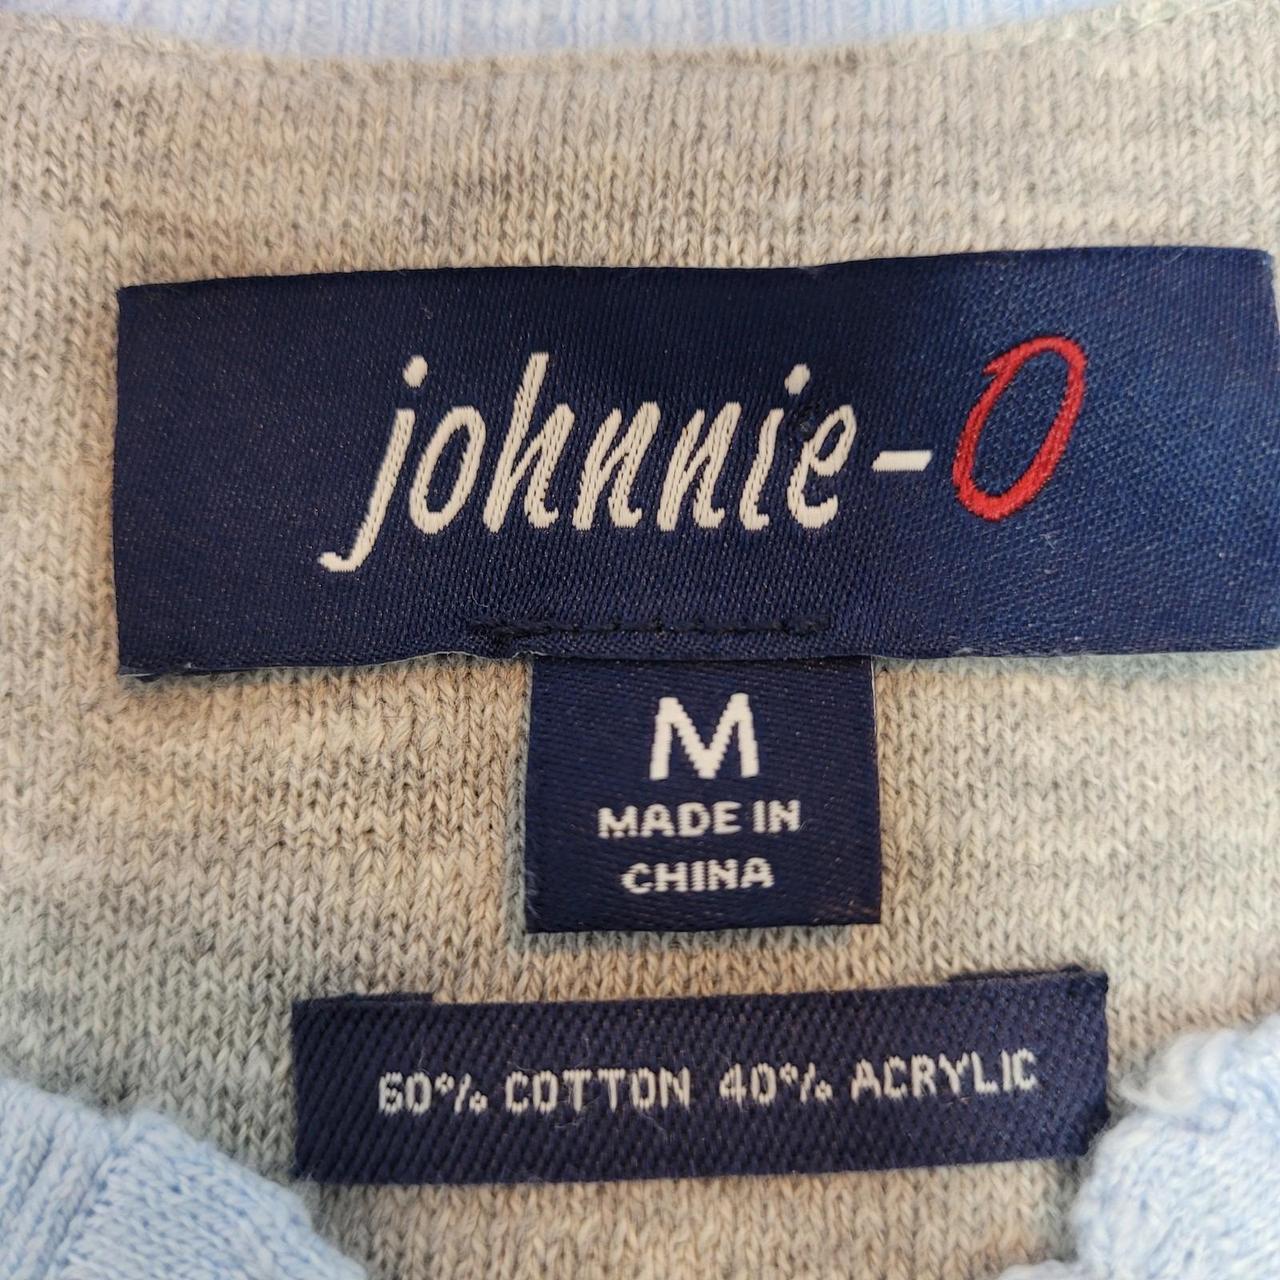 johnnie-O
M
MADE IN
CHINA
60% COTTON 40% ACRYLIC